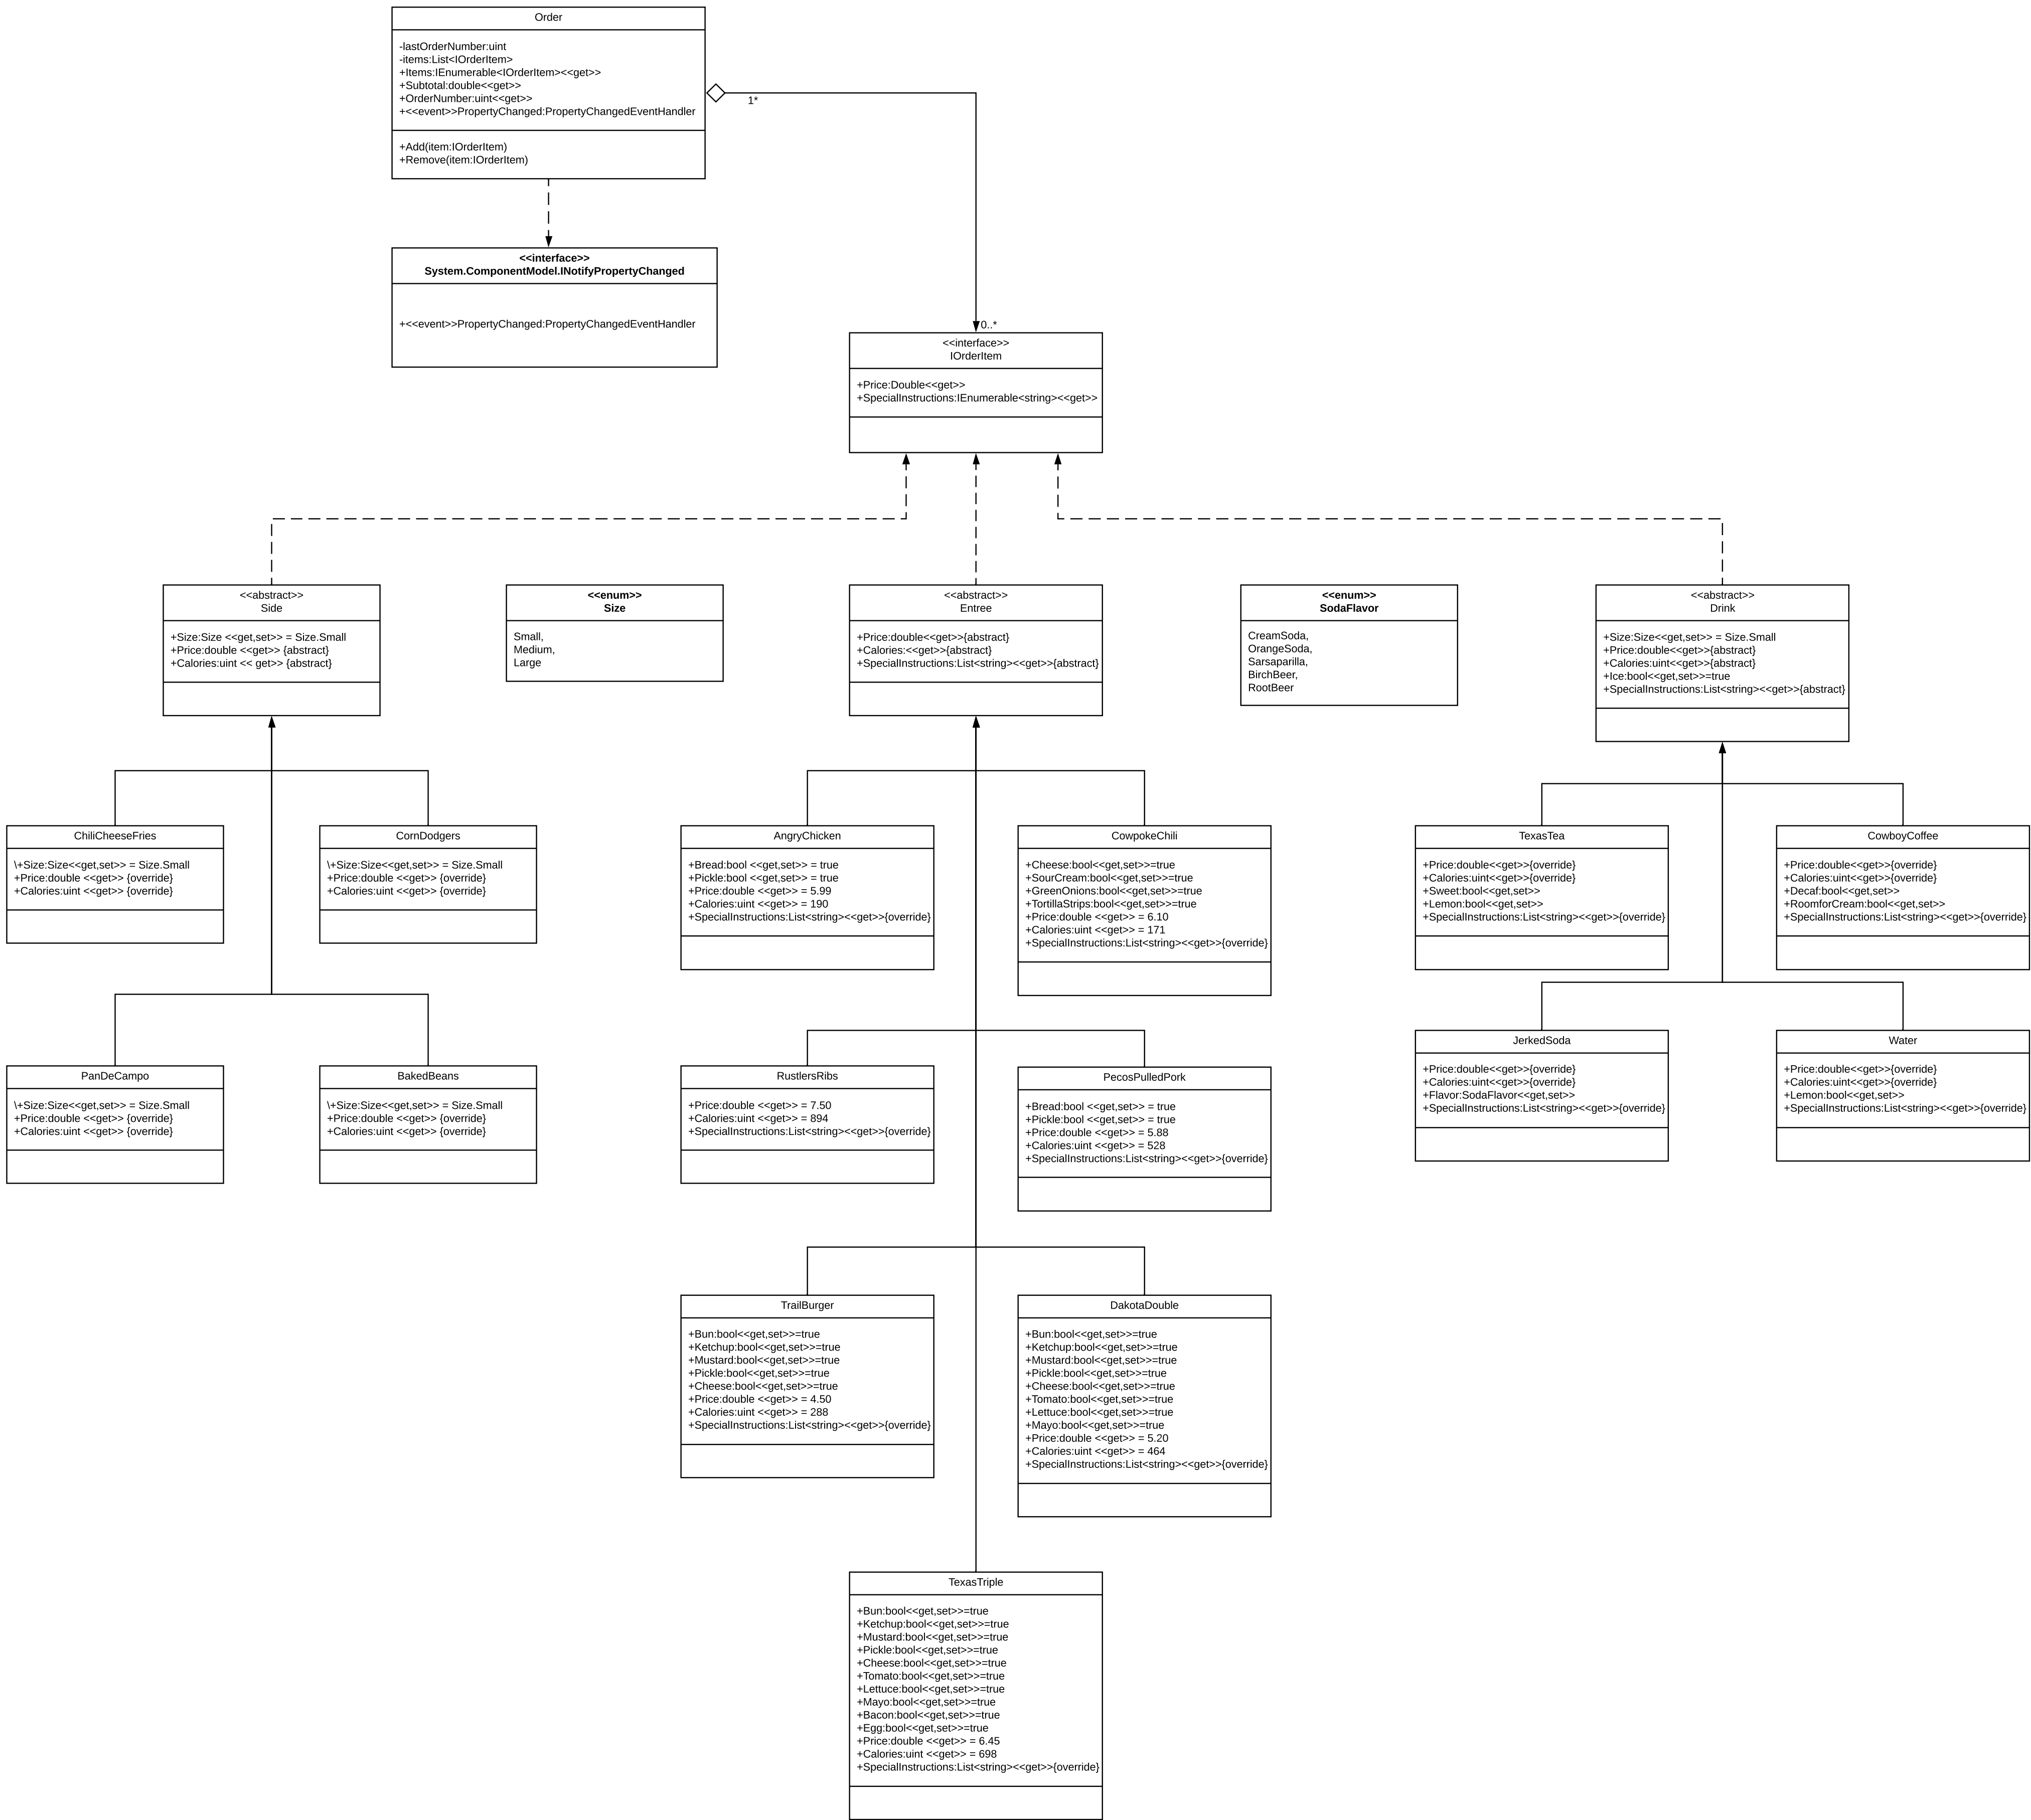 Order
-lastOrderNumber:uint
-items:List<IOrderItem>
+Items:IEnumerable<IOrderItem><<get>>
+Subtotal:double<<get>>
+OrderNumber:uint<<get>>
+<<event>>PropertyChanged:PropertyChangedEventHandler
+Add(item:IOrderItem)
+Remove(item:IOrderItem)
1*
<<interface>>
System.ComponentModel.INotifyPropertyChanged
+<<event>>PropertyChanged:PropertyChangedEventHandler
0..*
<<interface>>
IOrderItem
+Price:Double<<get>>
+SpecialInstructions:IEnumerable<string><<get>>
<<abstract>>
Side
+Size:Size <<get,set>> = Size.Small
+Price:double <<get>> {abstract}
+Calories:uint << get>> {abstract}
<<enum>>
Size
Small,
Medium,
Large
<<abstract>>
Entree
+Price:double<<get>>{abstract}
+Calories:<<get>>{abstract}
+SpecialInstructions:List<string><<get>>{abstract}
<<enum>>
SodaFlavor
CreamSoda,
OrangeSoda,
Sarsaparilla,
BirchBeer,
RootBeer
<<abstract>>
Drink
+Size:Size<<get,set>> = Size.Small
+Price:double<<get>>{abstract}
+Calories:uint<<get>>{abstract}
+Ice:bool<<get,set>>=true
+SpecialInstructions:List<string><<get>>{abstract}
ChiliCheeseFries
\+Size:Size<<get,set>> = Size.Small
+Price:double <<get>> {override}
+Calories:uint <<get>> {override}
CornDodgers
\+Size:Size<<get,set>> = Size.Small
+Price:double <<get>> {override}
+Calories:uint <<get>> {override}
AngryChicken
+Bread:bool <<get,set>> = true
+Pickle:bool <<get,set>> = true
+Price:double <<get>> = 5.99
+Calories:uint <<get>> = 190
+SpecialInstructions:List<string><<get>>{override}
CowpokeChili
+Cheese:bool<<get,set>>=true
+SourCream:bool<<get,set>>=true
+GreenOnions:bool<<get,set>>=true
+TortillaStrips:bool<<get,set>>=true
+Price:double <<get>> = 6.10
+Calories:uint <<get>> = 171
+SpecialInstructions:List<string><<get>>{override}
TexasTea
+Price:double<<get>>{override}
+Calories:uint<<get>>{override}
+Sweet:bool<<get,set>>
+Lemon:bool<<get,set>>
+SpecialInstructions:List<string><<get>>{override}
CowboyCoffee
+Price:double<<get>>{override}
+Calories:uint<<get>>{override}
+Decaf:bool<<get,set>>
+RoomforCream:bool<<get,set>>
+SpecialInstructions:List<string><<get>>{override}
PanDeCampo
\+Size:Size<<get,set>> = Size.Small
+Price:double <<get>> {override}
+Calories:uint <<get>> {override}
BakedBeans
\+Size:Size<<get,set>> = Size.Small
+Price:double <<get>> {override}
+Calories:uint <<get>> {override}
RustlersRibs
+Price:double <<get>> = 7.50
+Calories:uint <<get>> = 894
+SpecialInstructions:List<string><<get>>{override}
PecosPulledPork
+Bread:bool <<get,set>> = true
+Pickle:bool <<get,set>> = true
+Price:double <<get>> = 5.88
+Calories:uint <<get>> = 528
+SpecialInstructions:List<string><<get>>{override}
JerkedSoda
+Price:double<<get>>{override}
+Calories:uint<<get>>{override}
+Flavor:SodaFlavor<<get,set>>
+SpecialInstructions:List<string><<get>>{override}
Water
+Price:double<<get>>{override}
+Calories:uint<<get>>{override}
+Lemon:bool<<get,set>>
+SpecialInstructions:List<string><<get>>{override}
TrailBurger
+Bun:bool<<get,set>>=true
+Ketchup:bool<<get,set>>=true
+Mustard:bool<<get,set>>=true
+Pickle:bool<<get,set>>=true
+Cheese:bool<<get,set>>=true
+Price:double <<get>> = 4.50
+Calories:uint <<get>> = 288
+SpecialInstructions:List<string><<get>>{override}
DakotaDouble
+Bun:bool<<get,set>>=true
+Ketchup:bool<<get,set>>=true
+Mustard:bool<<get,set>>=true
+Pickle:bool<<get,set>>=true
+Cheese:bool<<get,set>>=true
+Tomato:bool<<get,set>>=true
+Lettuce:bool<<get,set>>=true
+Mayo:bool<<get,set>>=true
+Price:double <<get>> = 5.20
+Calories:uint <<get>> = 464
+SpecialInstructions:List<string><<get>>{override}
TexasTriple
+Bun:bool<<get,set>>=true
+Ketchup:bool<<get,set>>=true
+Mustard:bool<<get,set>>=true
+Pickle:bool<<get,set>>=true
+Cheese:bool<<get,set>>=true
+Tomato:bool<<get,set>>=true
+Lettuce:bool<<get,set>>=true
+Mayo:bool<<get,set>>=true
+Bacon:bool<<get,set>>=true
+Egg:bool<<get,set>>=true
+Price:double <<get>> = 6.45
+Calories:uint <<get>> = 698
+SpecialInstructions:List<string><<get>>{override}